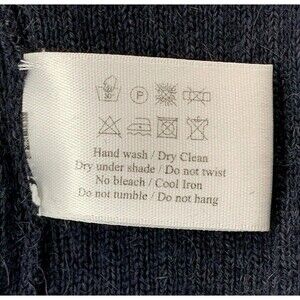 P
Hand wash / Dry Clean
Dry under shade / Do not twist
No bleach / Cool Iron
Do not tumble / Do not hang